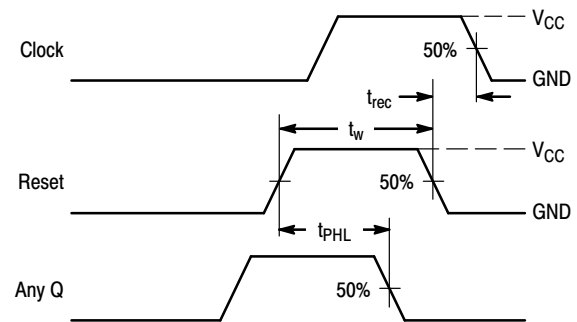 V_CC
Clock
50%
GND
t_rec
t_w
V_CC
Reset
50%
GND
t_PHL
Any Q
50%